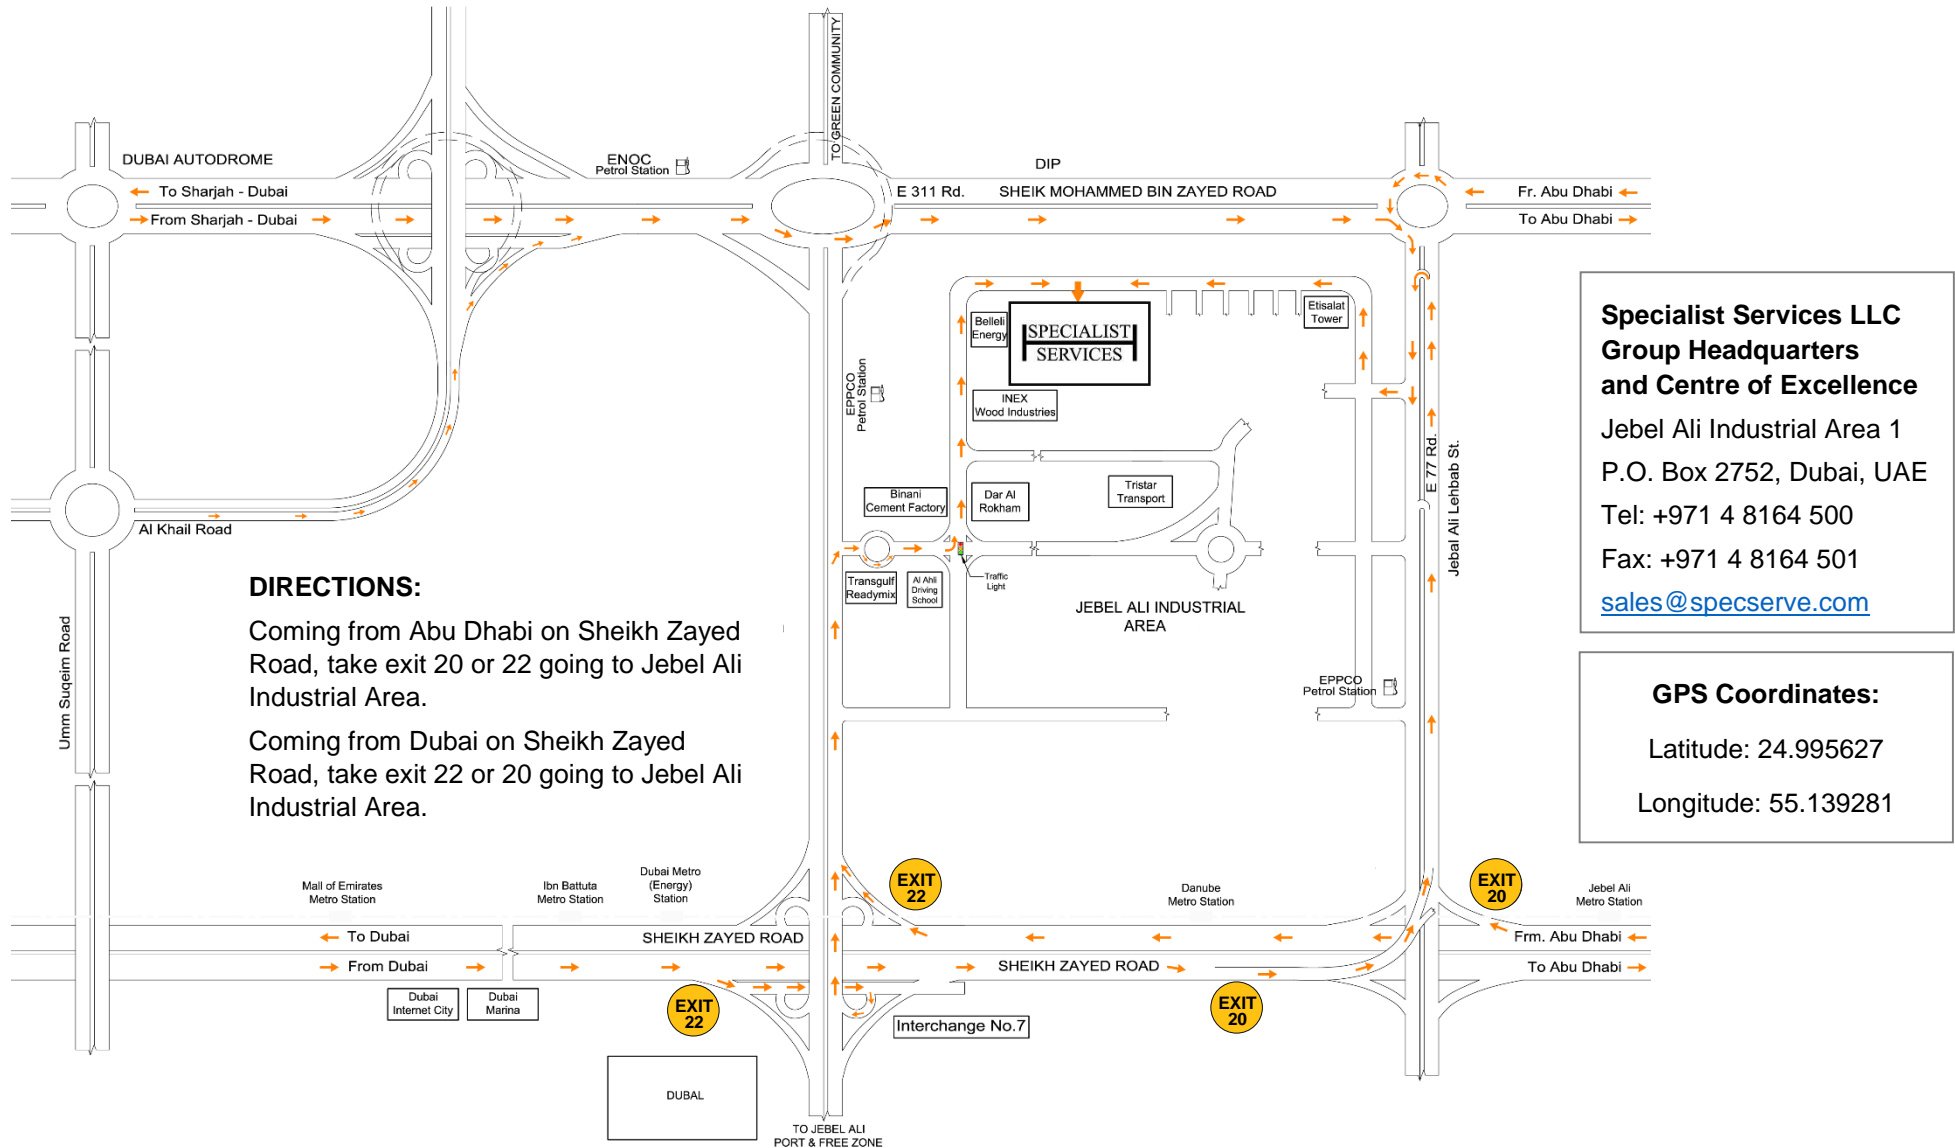 TO GREEN COMMUNITY
DUBAI AUTODROME
ENOC
Petrol Station
DIP
To Sharjah - Dubai
E 311 Rd.
SHEIK MOHAMMED BIN ZAYED ROAD
Fr. Abu Dhabi
From Sharjah - Dubai
To Abu Dhabi
Belleli
Energy
SPECIALIST
SERVICES
Etisalat
Tower
EPPCO
Petrol Station
INEX
Wood Industries
E 77 Rd.
Jebal Ali Lehbab St.
Binani
Cement Factory
Dar Al
Rokham
Tristar
Transport
Al Khail Road
Transgulf
Readymix
Al Ahli
Driving
School
Traffic
Light
JEBEL ALI INDUSTRIAL
AREA
Umm Suqeim Road
DIRECTIONS:
Coming from Abu Dhabi on Sheikh Zayed
Road, take exit 20 or 22 going to Jebel Ali
Industrial Area.
Coming from Dubai on Sheikh Zayed
Road, take exit 22 or 20 going to Jebel Ali
Industrial Area.
EPPCO
Petrol Station
Specialist Services LLC
Group Headquarters
and Centre of Excellence
Jebel Ali Industrial Area 1
P.O. Box 2752, Dubai, UAE
Tel: +971 4 8164 500
Fax: +971 4 8164 501
sales@specserve.com
GPS Coordinates:
Latitude: 24.995627
Longitude: 55.139281
Mall of Emirates
Metro Station
Ibn Battuta
Metro Station
Dubai Metro
(Energy)
Station
EXIT
22
Danube
Metro Station
EXIT
20
Jebel Ali
Metro Station
To Dubai
SHEIKH ZAYED ROAD
Frm. Abu Dhabi
From Dubai
SHEIKH ZAYED ROAD
To Abu Dhabi
Dubai
Internet City
Dubai
Marina
EXIT
22
EXIT
20
Interchange No.7
DUBAL
TO JEBEL ALI
PORT & FREE ZONE